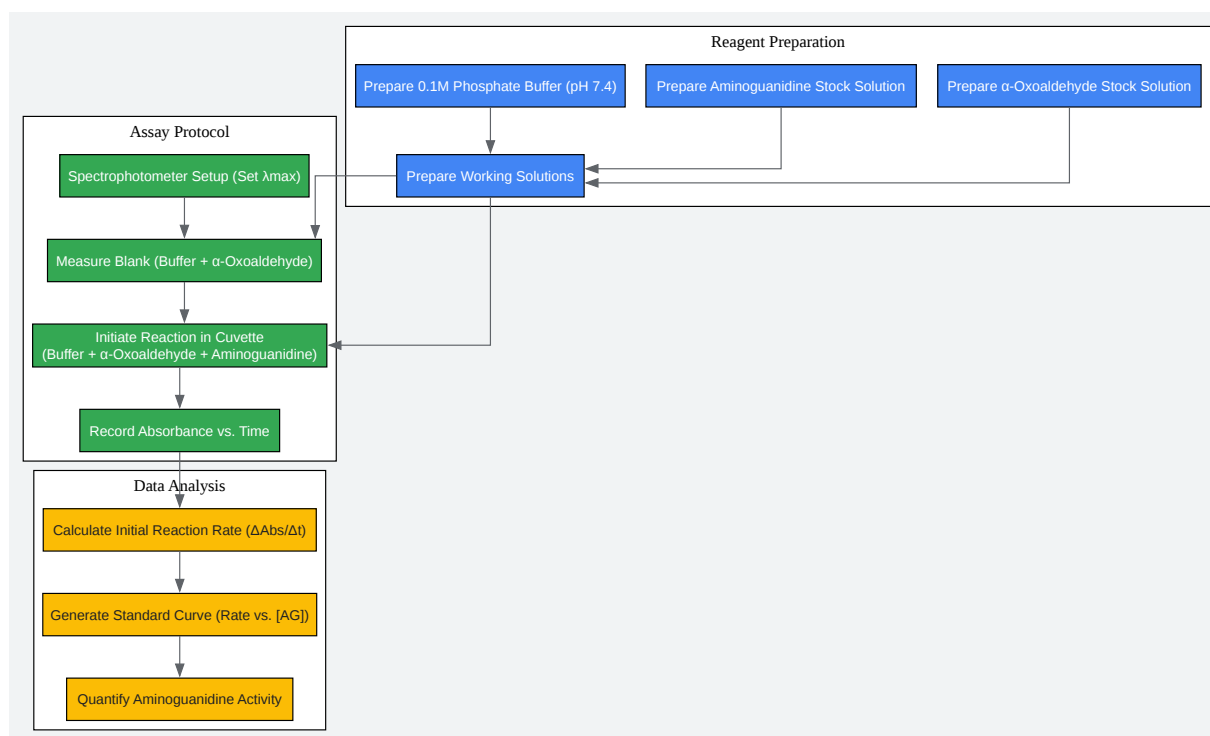 Reagent Preparation
Prepare 0.1M Phosphate Buffer (pH 7.4)
Prepare Aminoguanidine Stock Solution
Prepare α-Oxoaldehyde Stock Solution
Prepare Working Solutions
Assay Protocol
Spectrophotometer Setup (Set λmax)
Measure Blank (Buffer + α-Oxoaldehyde)
Initiate Reaction in Cuvette
(Buffer + α-Oxoaldehyde + Aminoguanidine)
Record Absorbance vs. Time
Data Analysis
Calculate Initial Reaction Rate (ΔAbs/Δt)
Generate Standard Curve (Rate vs. [AG])
Quantify Aminoguanidine Activity